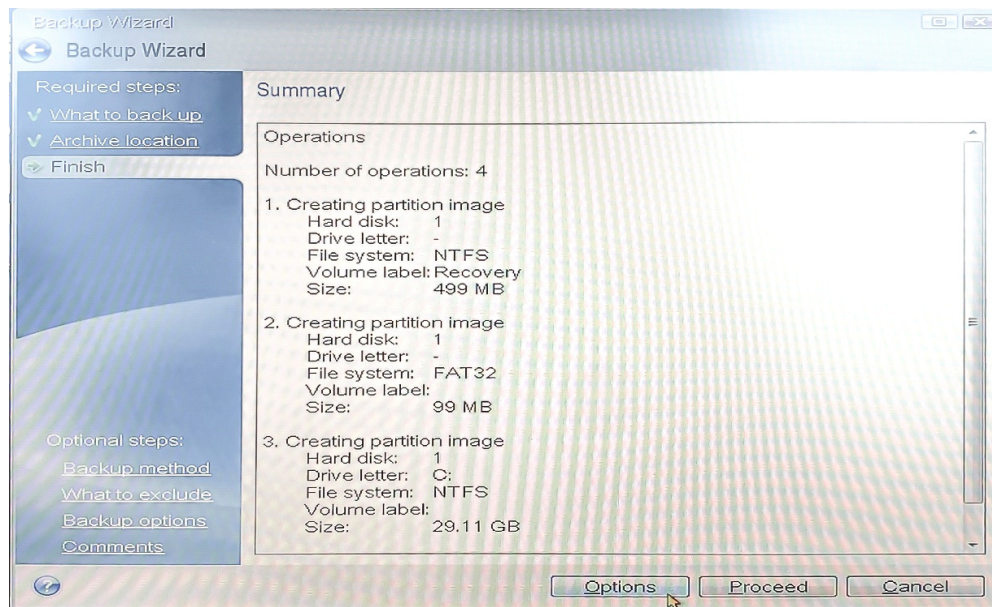 Backup Wizard
Backup Wizard
Required steps:
What to back up
Archive location
Finish
Optional steps:
Backup method
What to exclude
Backup options
Comments
Summary
Operations
Number of operations: 4
1. Creating partition image
Hard disk: 1
Drive letter: -
File system: NTFS
Volume label: Recovery
Size: 499 MB
2. Creating partition image
Hard disk: 1
Drive letter: -
File system: FAT32
Volume label:
Size: 99 MB
3. Creating partition image
Hard disk: 1
Drive letter: C:
File system: NTFS
Volume label:
Size: 29.11 GB
Options Proceed Cancel